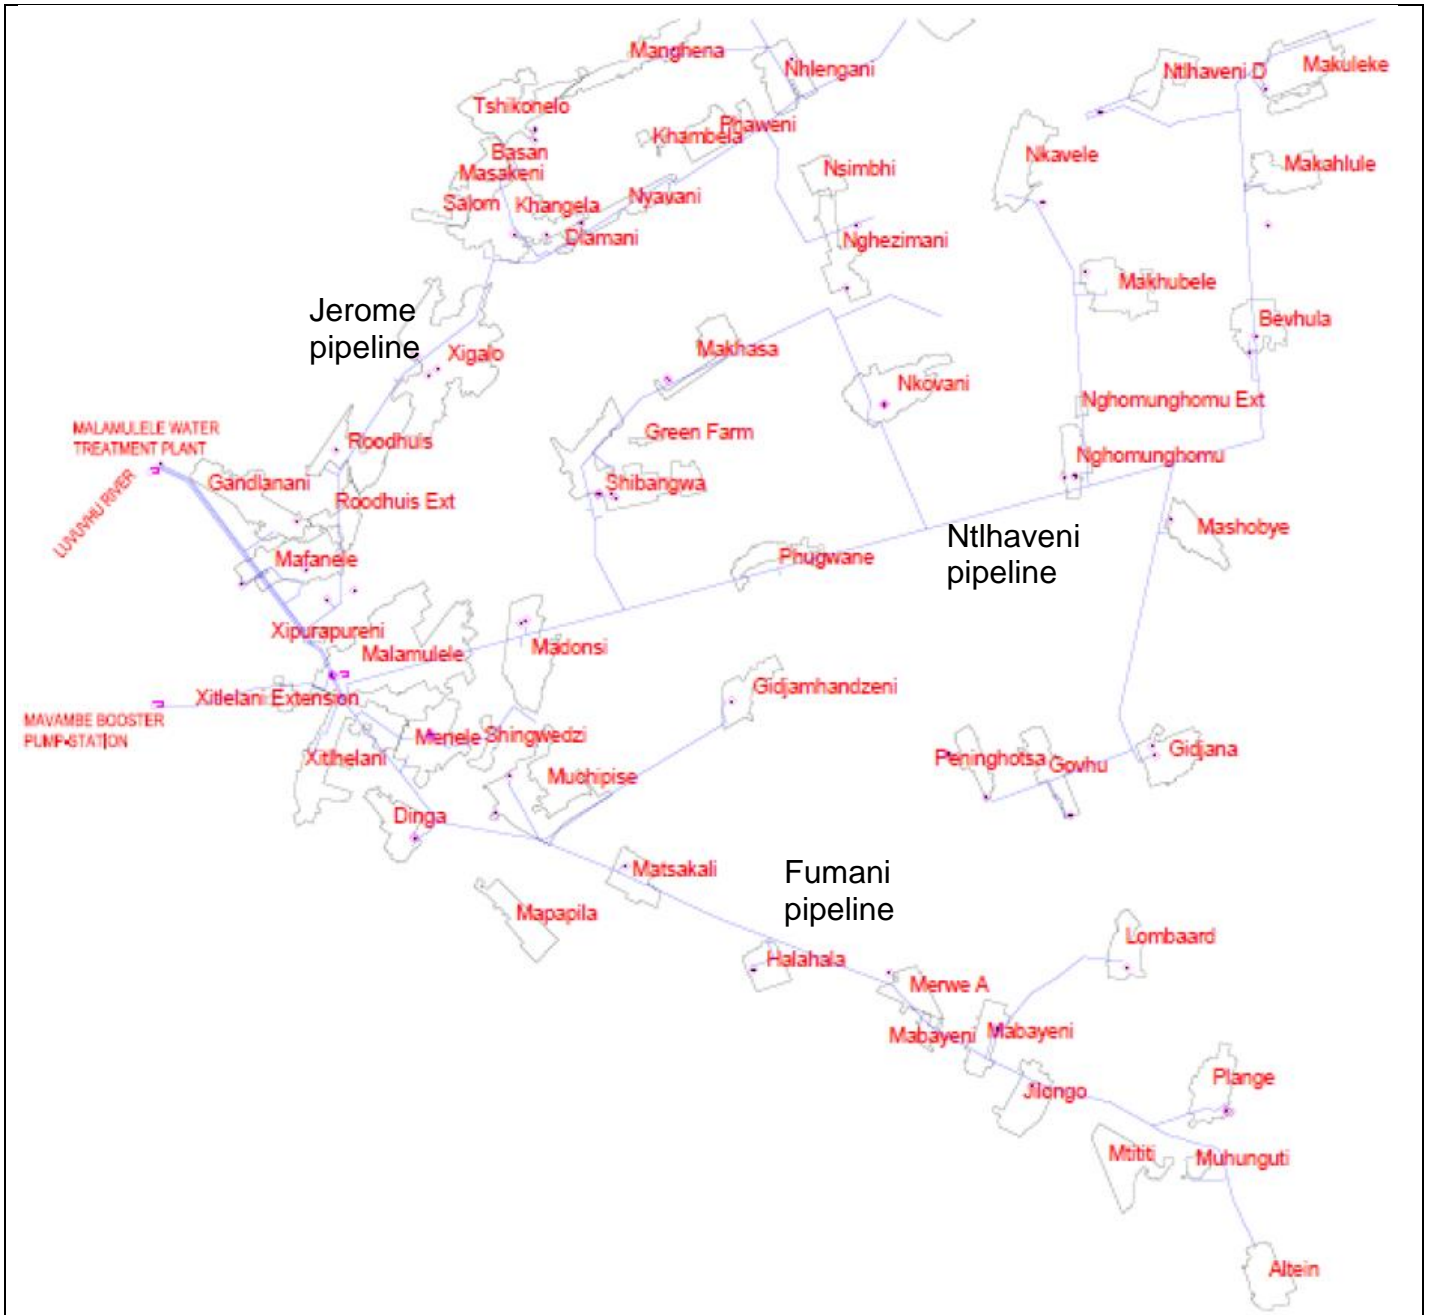 Manghena
Nhlengani
Ntlhaveni D
Makuleke
Tshikonelo
Khambela
Phaweni
Basan
Masakeni
Nsimbhi
Nkavele
Makahlule
Salom
Khangela
Nyavani
Dlamani
Nghezimani
Makhubele
Jerome
pipeline
Bevhula
Xigalo
Makhasa
Nkovani
Nghomunghomu Ext
MALAMULELE WATER
TREATMENT PLANT
Roodhuis
Green Farm
Nghomunghomu
LUVUVHU RIVER
Gandlanani
Roodhuis Ext
Shibangwa
Mashobye
Ntlhaveni
pipeline
Mafanele
Phugwane
Xipurapureni
Malamulele
Madonsi
Xitlelani Extension
Gidjamhandzeni
MAVAMBE BOOSTER
PUMP-STATION
Menele
Shingwedzi
Xitlhelani
Muchipise
Peninghotsa
Govhu
Gidjana
Dinga
Matsakali
Fumani
pipeline
Mapapila
Lombaard
Halahala
Merwe A
Mabayeni
Mabayeni
Jilongo
Plange
Mtititi
Muhunguti
Altein